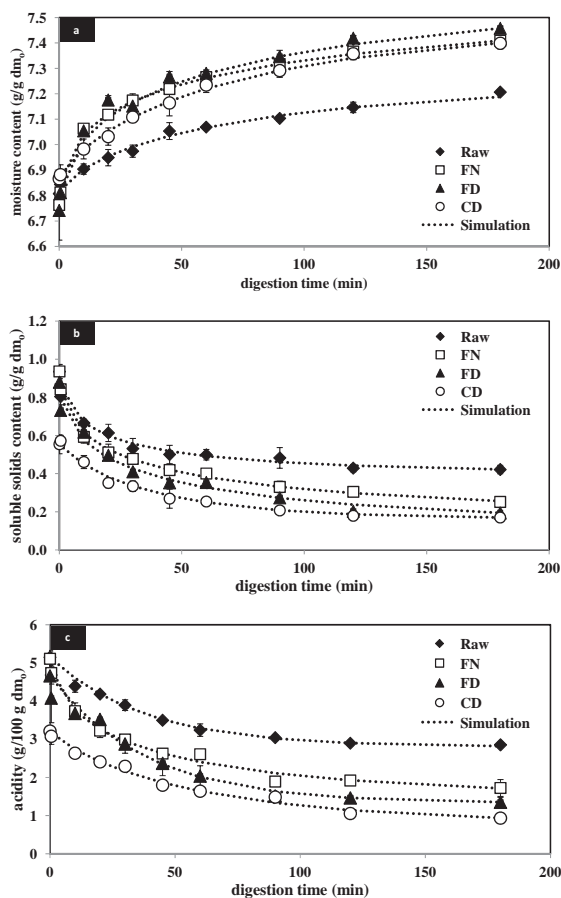 a
7.5
7.4
7.3
7.2
7.1
7.0
6.9
6.8
6.7
6.6
moisture content (g/g dm₀)
Raw
FN
FD
CD
Simulation
0
50
100
150
200
digestion time (min)
b
1.2
1.0
0.8
0.6
0.4
0.2
0.0
soluble solids content (g/g dm₀)
Raw
FN
FD
CD
Simulation
0
50
100
150
200
digestion time (min)
c
6
5
4
3
2
1
0
acidity (g/100 g dm₀)
Raw
FN
FD
CD
Simulation
0
50
100
150
200
digestion time (min)